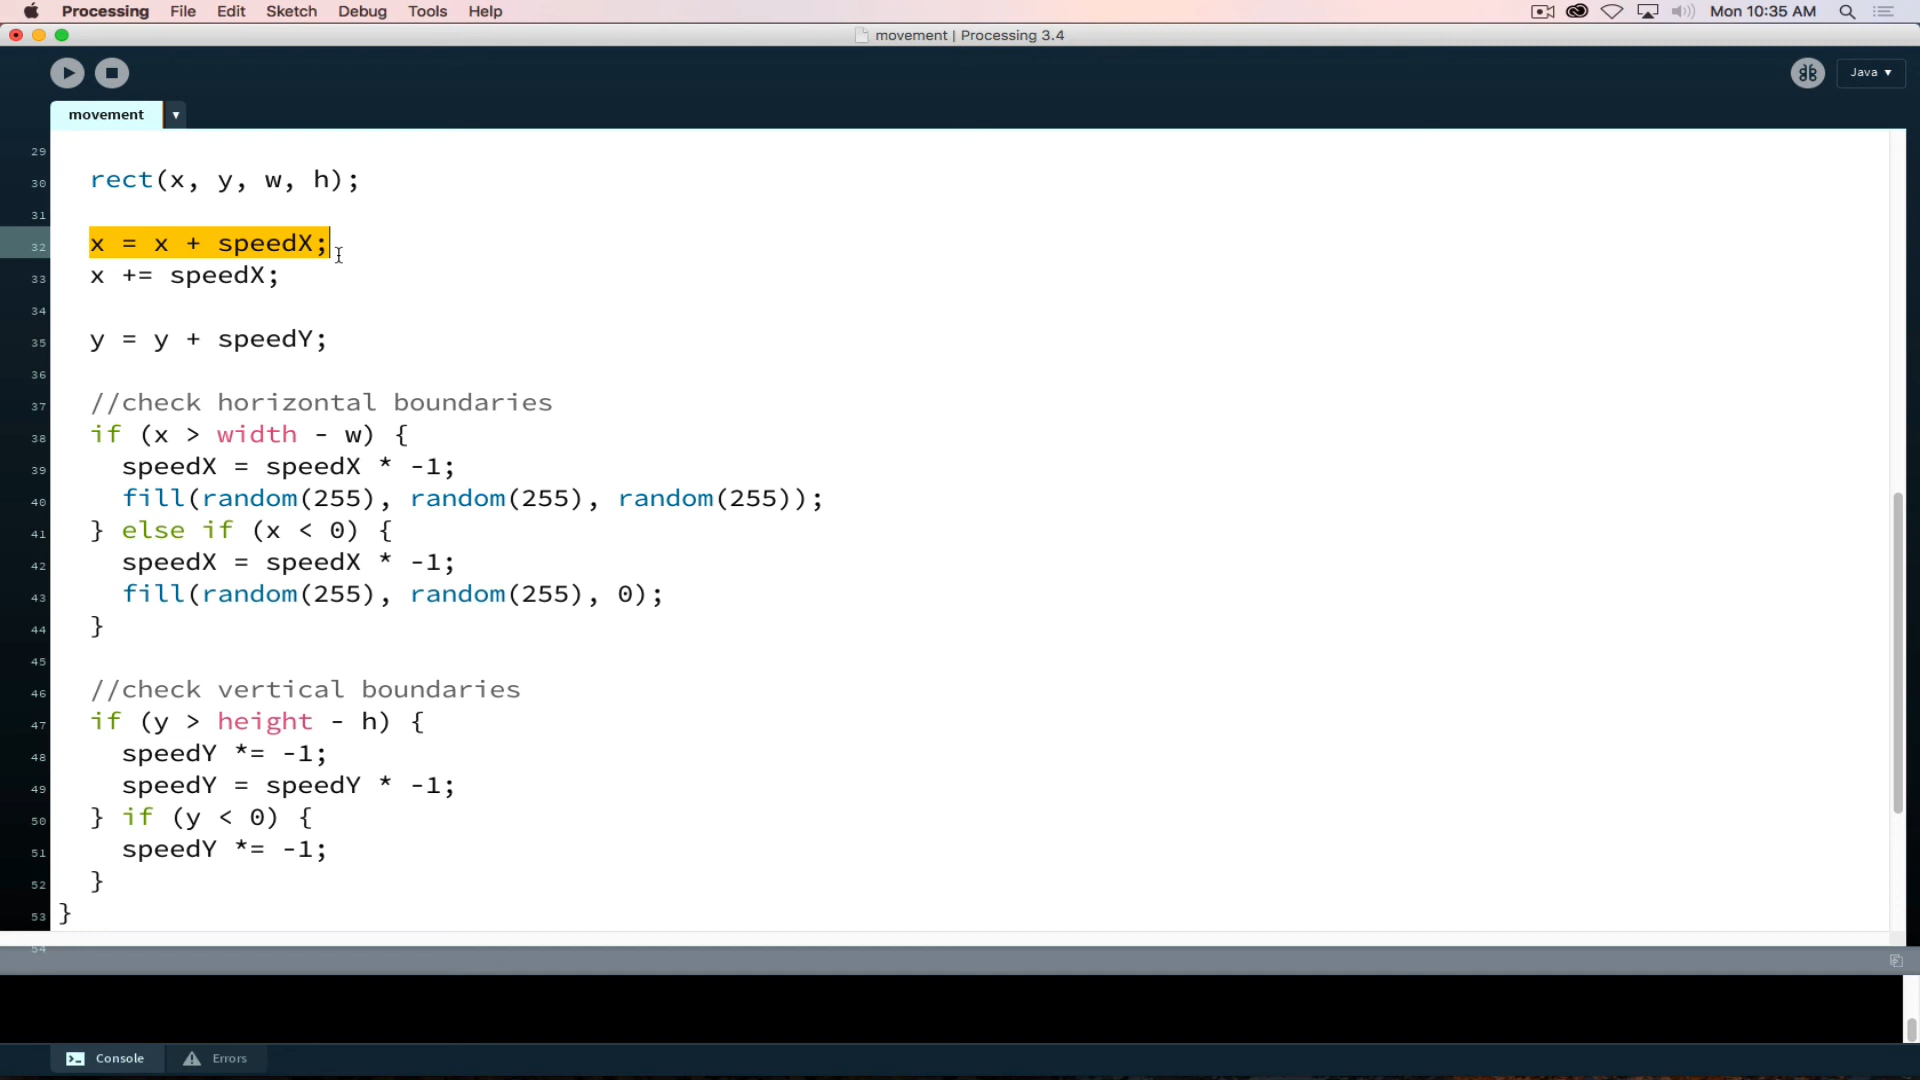 Processing File Edit Sketch Debug Tools Help Mon 10:35 AM
movement | Processing 3.4
Java ▾
movement ▾
29
30 rect(x, y, w, h);
31
32 x = x + speedX;
33 x += speedX;
34
35 y = y + speedY;
36
37 //check horizontal boundaries
38 if (x > width - w) {
39 speedX = speedX * -1;
40 fill(random(255), random(255), random(255));
41 } else if (x < 0) {
42 speedX = speedX * -1;
43 fill(random(255), random(255), 0);
44 }
45
46 //check vertical boundaries
47 if (y > height - h) {
48 speedY *= -1;
49 speedY = speedY * -1;
50 } if (y < 0) {
51 speedY *= -1;
52 }
53 }
54
Console Errors